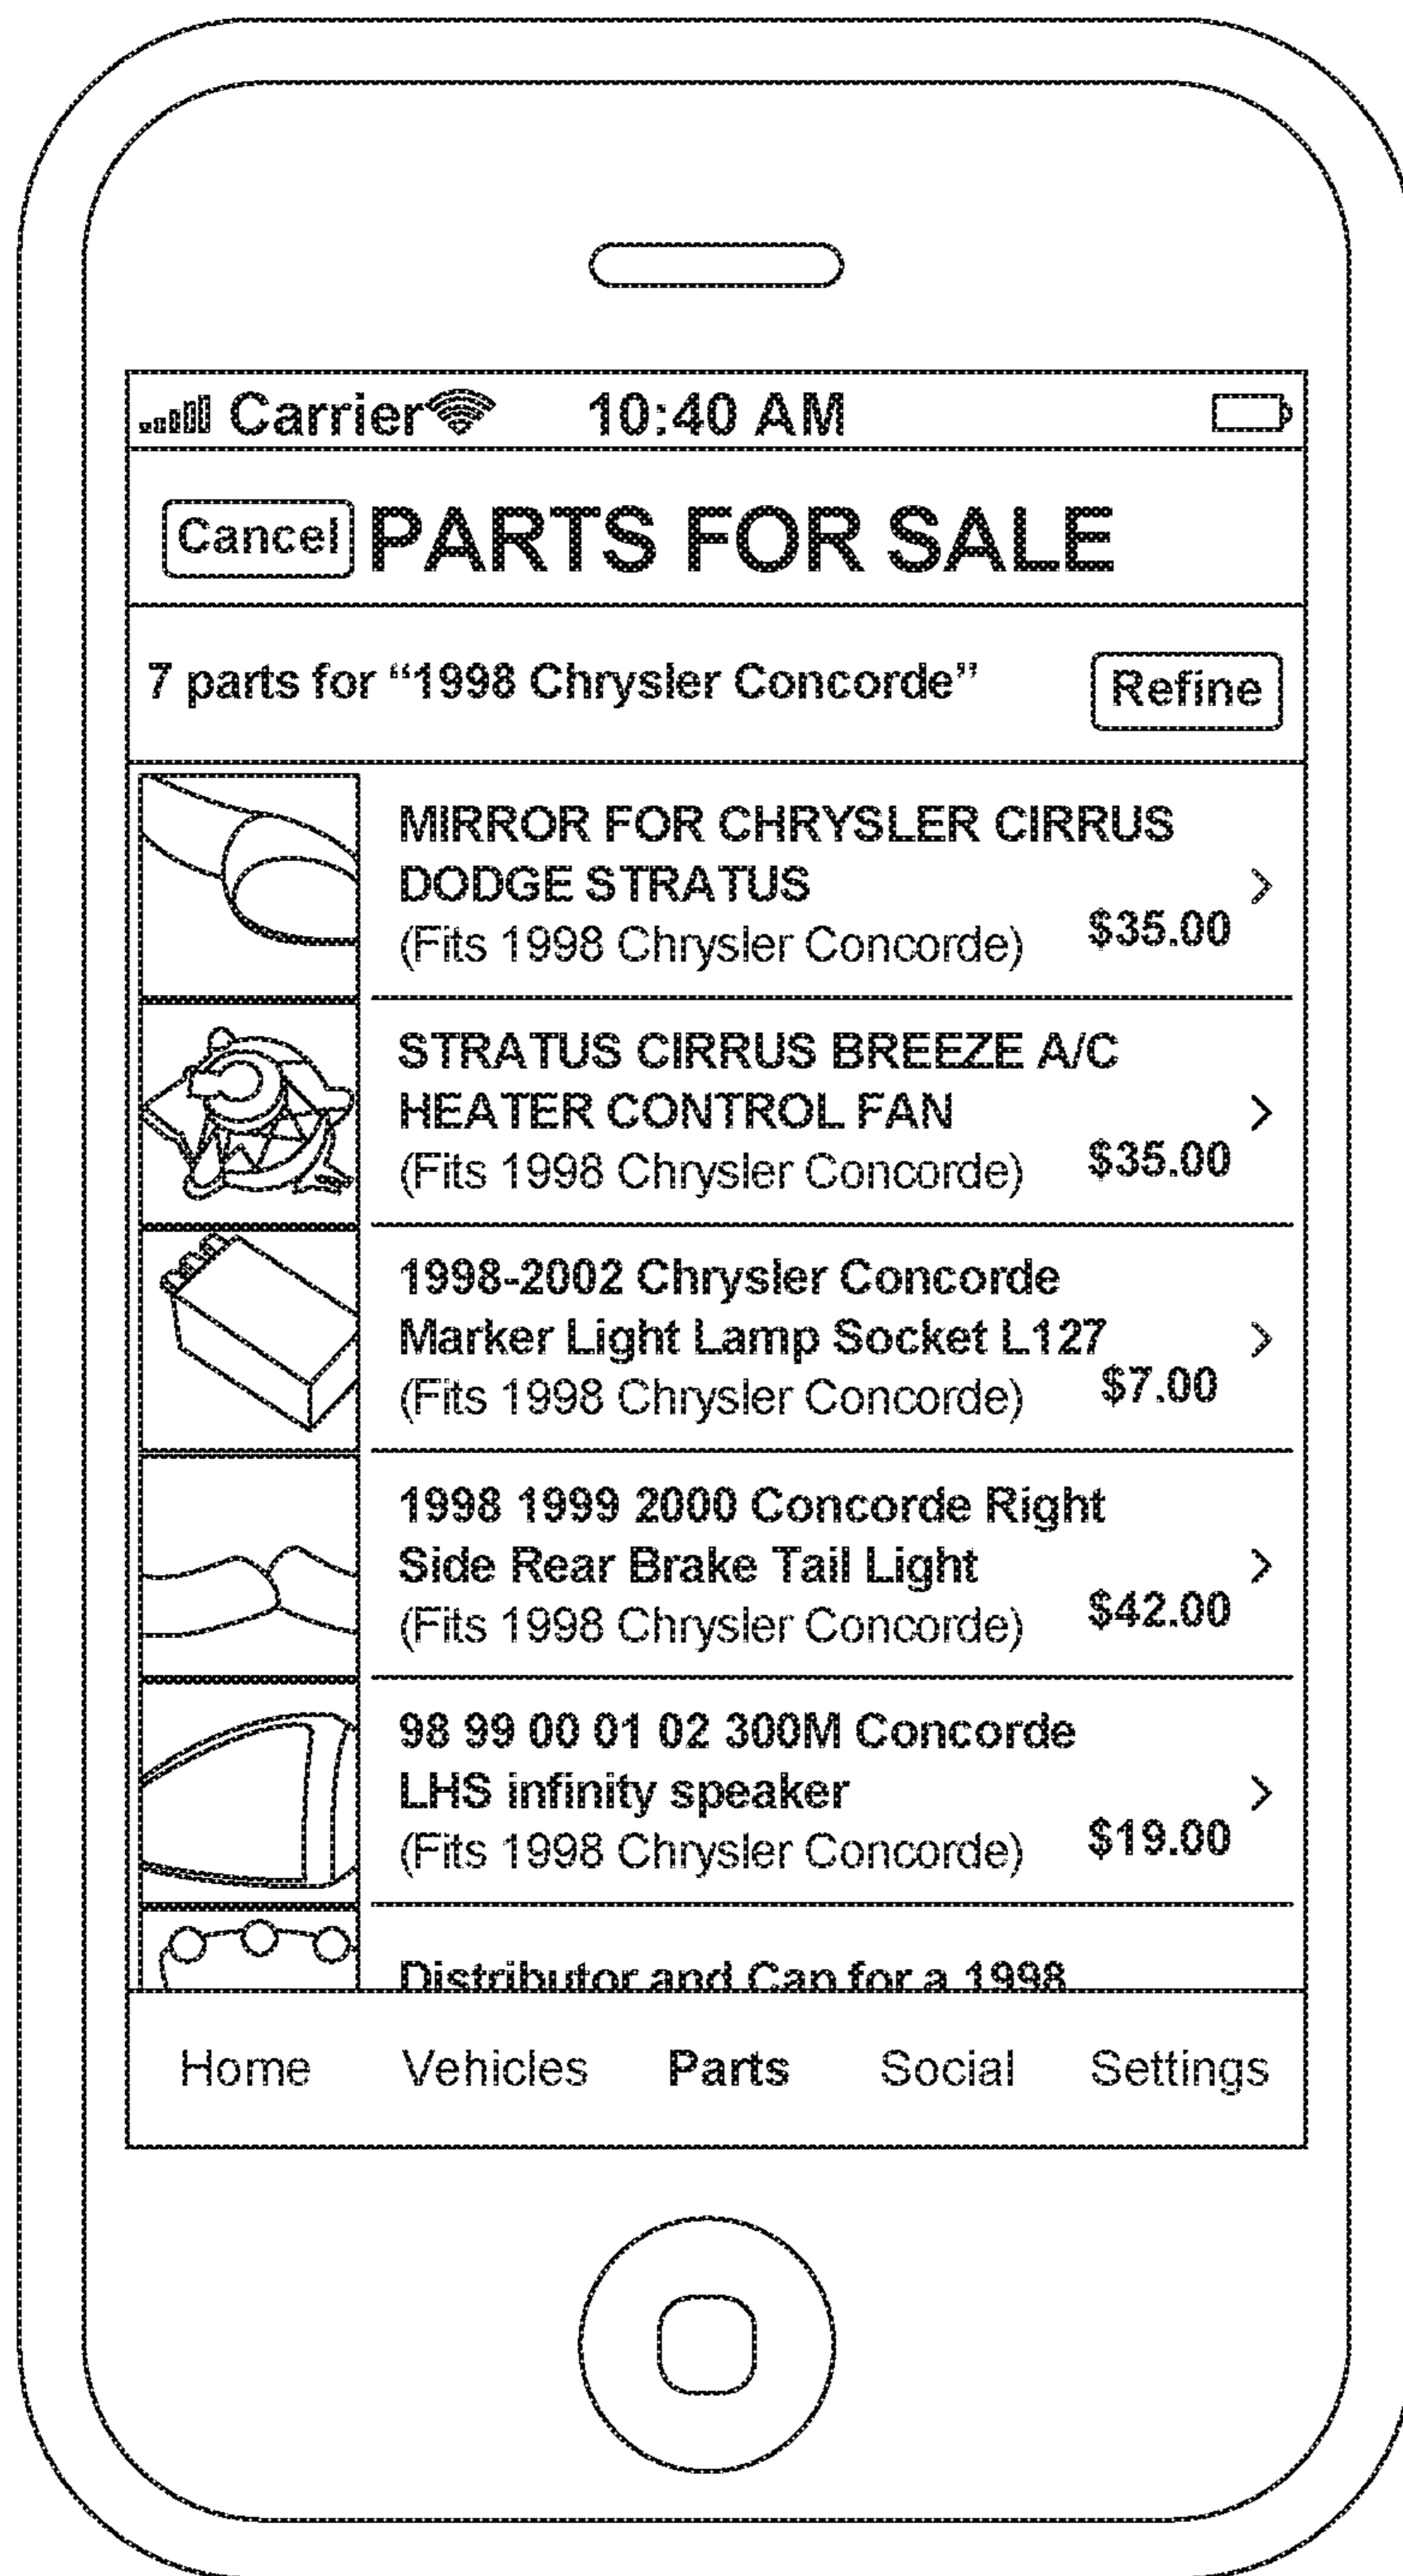 Carrier 10:40 AM
Cancel PARTS FOR SALE
7 parts for “1998 Chrysler Concorde” Refine
MIRROR FOR CHRYSLER CIRRUS
DODGE STRATUS
(Fits 1998 Chrysler Concorde) $35.00 >
STRATUS CIRRUS BREEZE A/C
HEATER CONTROL FAN
(Fits 1998 Chrysler Concorde) $35.00 >
1998-2002 Chrysler Concorde
Marker Light Lamp Socket L127
(Fits 1998 Chrysler Concorde) $7.00 >
1998 1999 2000 Concorde Right
Side Rear Brake Tail Light
(Fits 1998 Chrysler Concorde) $42.00 >
98 99 00 01 02 300M Concorde
LHS infinity speaker
(Fits 1998 Chrysler Concorde) $19.00 >
Distributor and Cap for a 1998
Home Vehicles Parts Social Settings